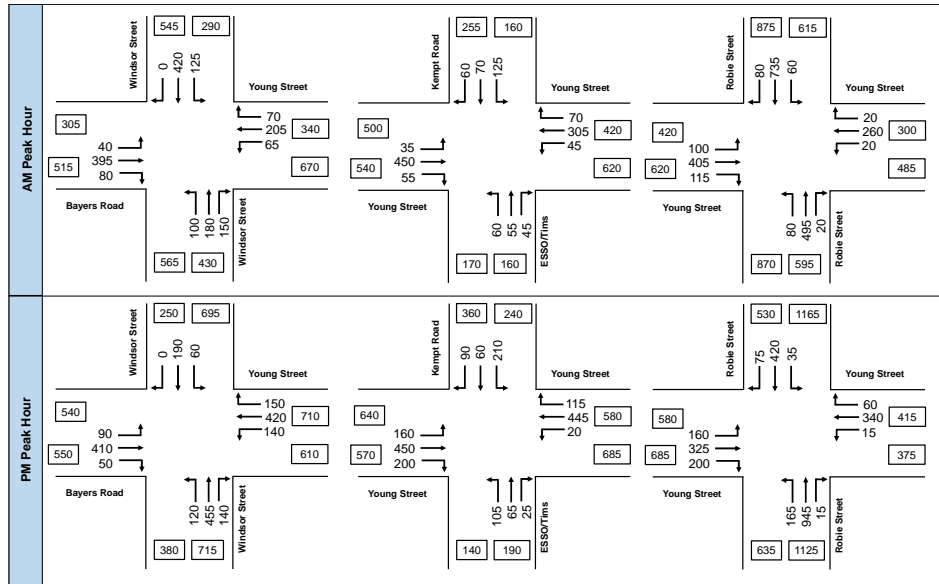 AM Peak Hour
545 290
Windsor Street
0 420 125
Young Street
305
70
205
65
340
40
395
80
515
670
Bayers Road
100 180 150
Windsor Street
565 430
255 160
Kempt Road
60 70 125
Young Street
500
70
305
45
420
35
450
55
540
620
Young Street
60 55 45
ESSO/Tims
170 160
875 615
Robie Street
80 735 60
Young Street
420
20
260
20
300
100
405
115
620
485
Young Street
80 495 20
Robie Street
870 595
PM Peak Hour
250 695
Windsor Street
0 190 60
Young Street
540
150
420
140
710
90
410
50
550
610
Bayers Road
120 455 140
Windsor Street
380 715
360 240
Kempt Road
90 60 210
Young Street
640
115
445
20
580
160
450
200
570
685
Young Street
105 65 25
ESSO/Tims
140 190
530 1165
Robie Street
75 420 35
Young Street
580
60
340
15
415
160
325
200
685
375
Young Street
165 945 15
Robie Street
635 1125